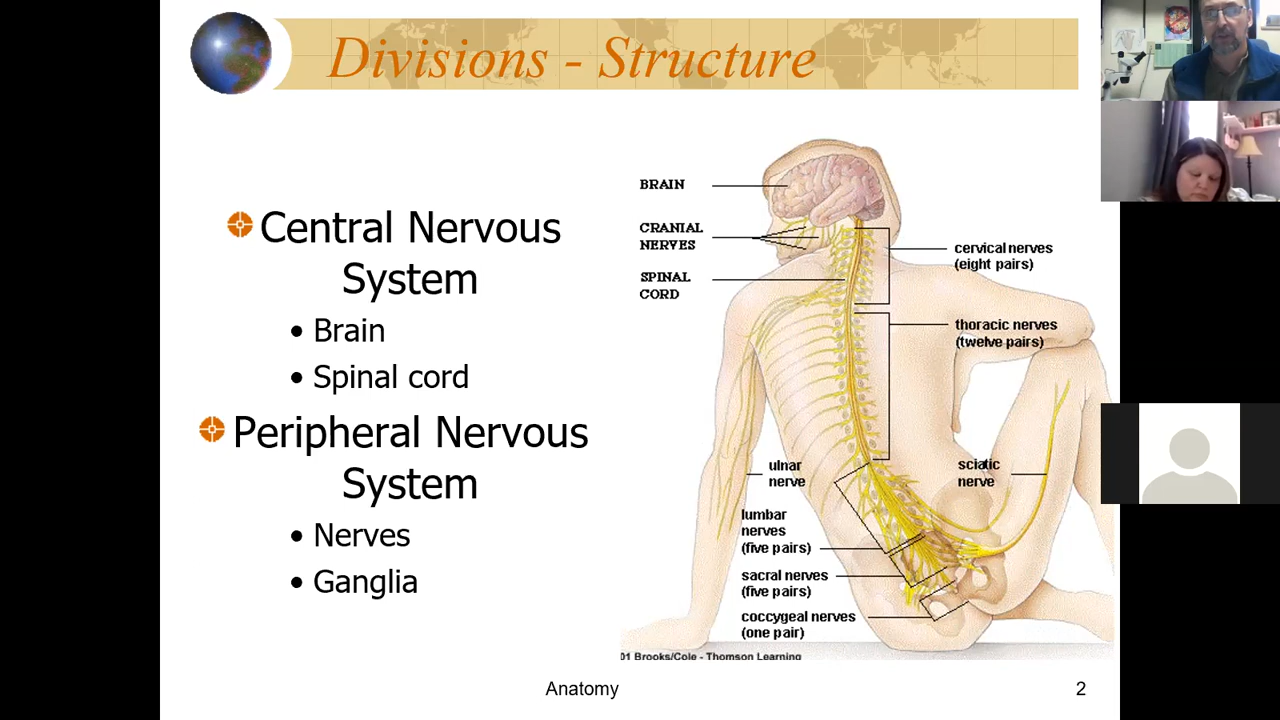 Divisions - Structure
Central Nervous
System
• Brain
• Spinal cord
Peripheral Nervous
System
• Nerves
• Ganglia
BRAIN
CRANIAL
NERVES
SPINAL
CORD
cervical nerves
(eight pairs)
thoracic nerves
(twelve pairs)
ulnar
nerve
sciatic
nerve
lumbar
nerves
(five pairs)
sacral nerves
(five pairs)
coccygeal nerves
(one pair)
01 Brooks/Cole - Thomson Learning
Anatomy
2